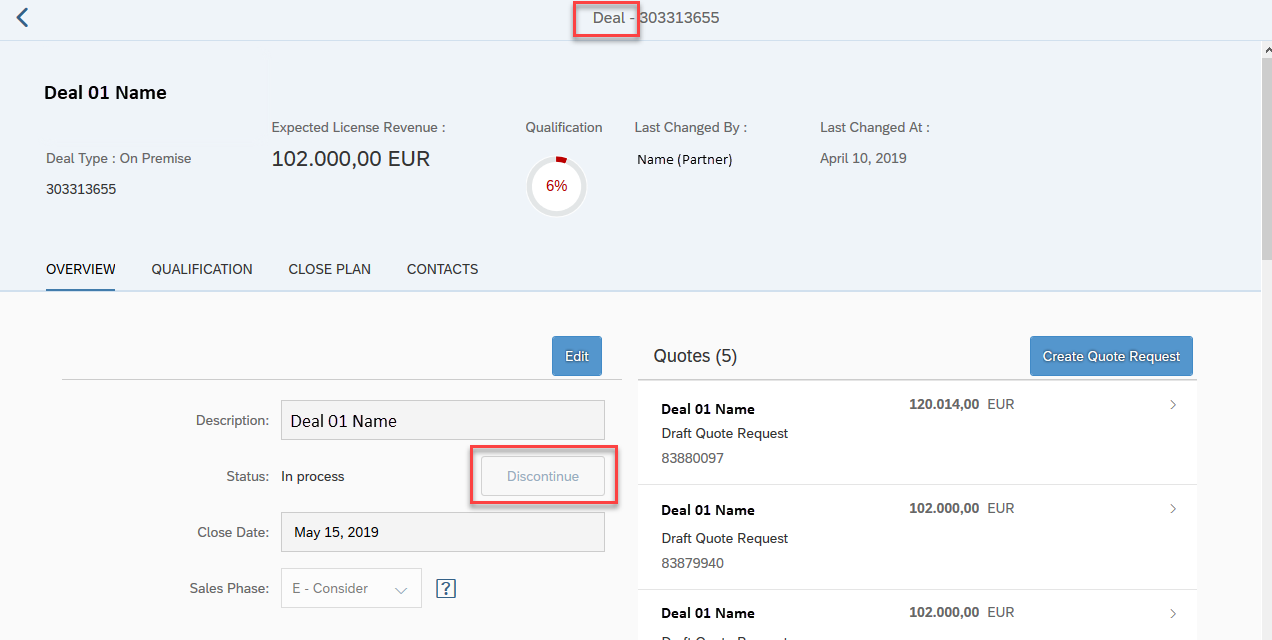 Deal - 303313655
Deal 01 Name
Expected License Revenue :
Qualification
Last Changed By :
Last Changed At :
Deal Type : On Premise
102.000,00 EUR
6%
Name (Partner)
April 10, 2019
303313655
OVERVIEW
QUALIFICATION
CLOSE PLAN
CONTACTS
Edit
Description: Deal 01 Name
Status: In process
Discontinue
Close Date: May 15, 2019
Sales Phase: E - Consider
?
Quotes (5)
Create Quote Request
Deal 01 Name
120.014,00 EUR
Draft Quote Request
83880097
Deal 01 Name
102.000,00 EUR
Draft Quote Request
83879940
Deal 01 Name
102.000,00 EUR